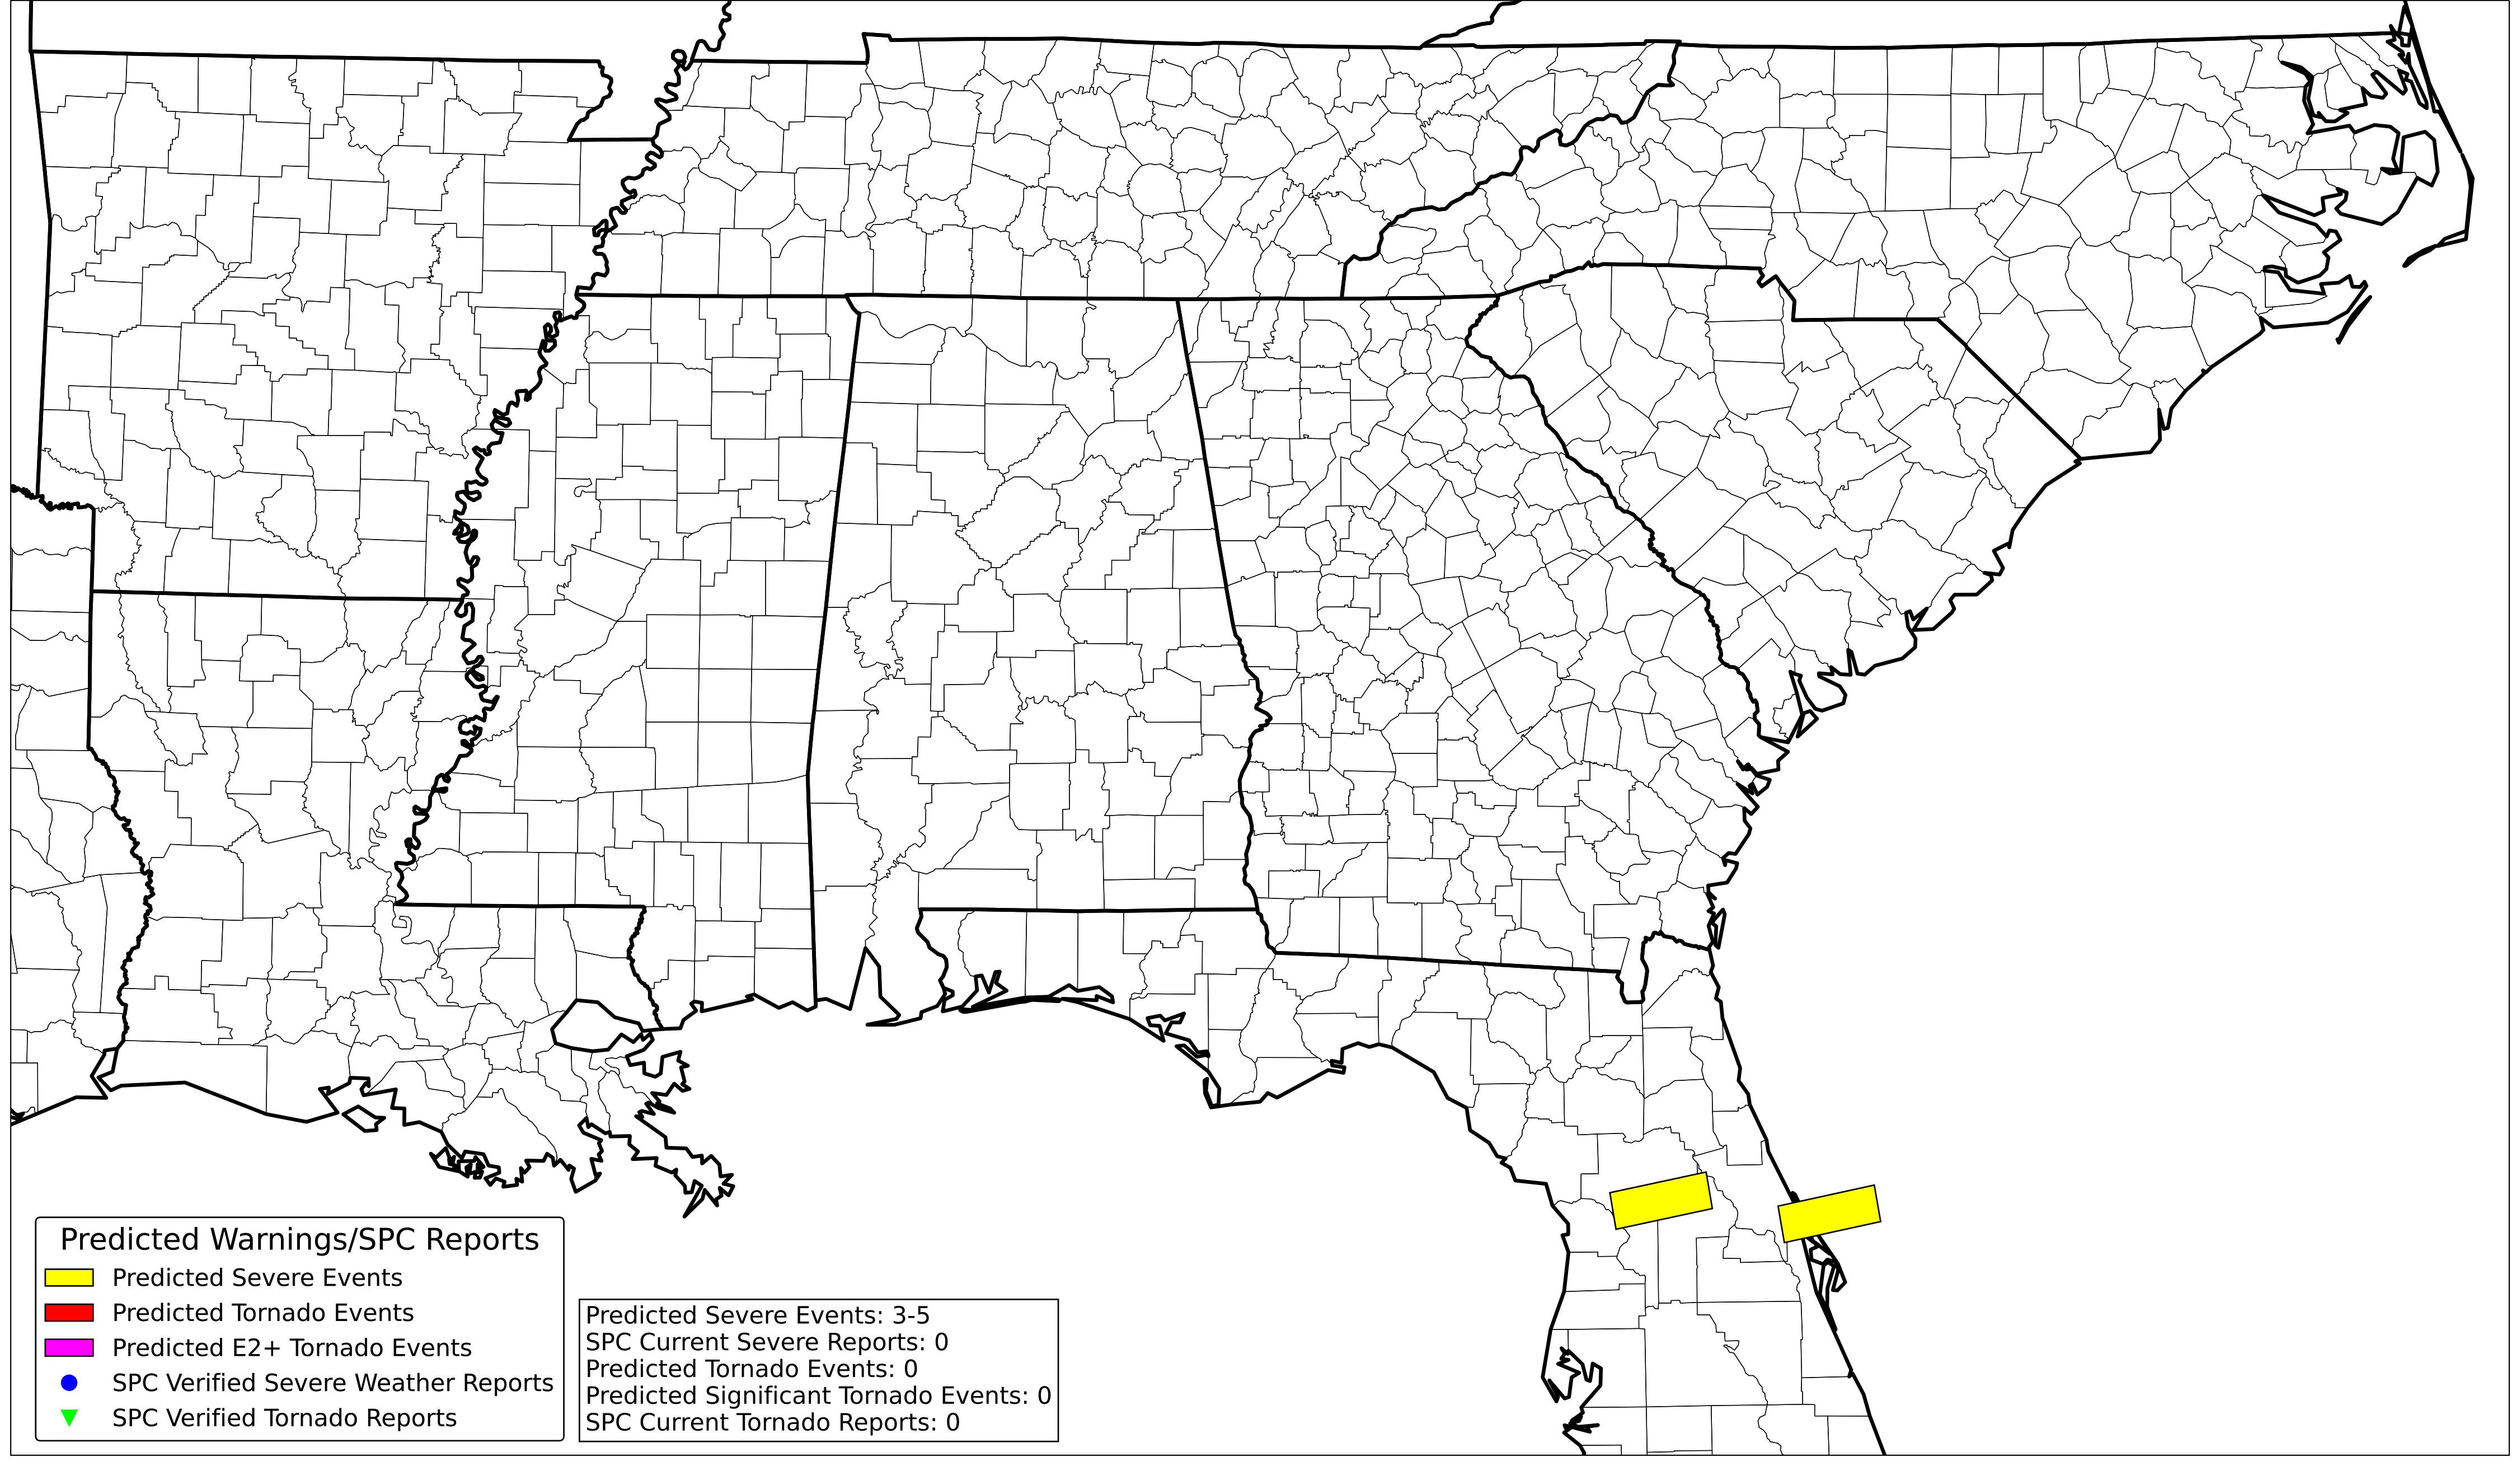 Predicted Warnings/SPC Reports
Predicted Severe Events
Predicted Tornado Events
Predicted E2+ Tornado Events
SPC Verified Severe Weather Reports
SPC Verified Tornado Reports
Predicted Severe Events: 3-5
SPC Current Severe Reports: 0
Predicted Tornado Events: 0
Predicted Significant Tornado Events: 0
SPC Current Tornado Reports: 0